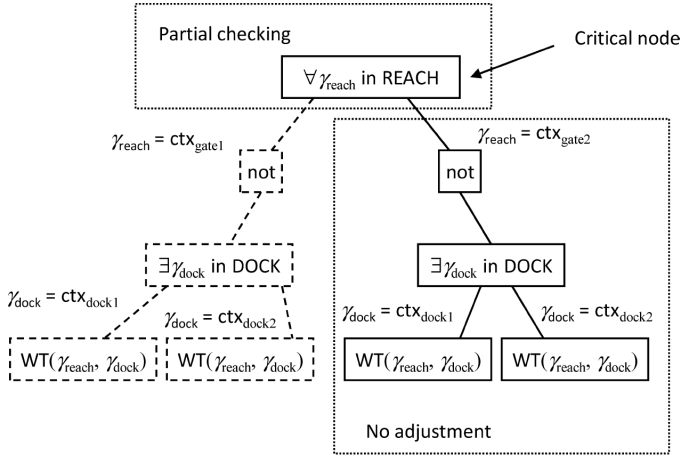 Partial checking
Critical node
∀γreach in REACH
γreach = ctxgate1
γreach = ctxgate2
not
not
∃γdock in DOCK
∃γdock in DOCK
γdock = ctxdock1
γdock = ctxdock2
γdock = ctxdock1
γdock = ctxdock2
WT(γreach, γdock)
WT(γreach, γdock)
WT(γreach, γdock)
WT(γreach, γdock)
No adjustment